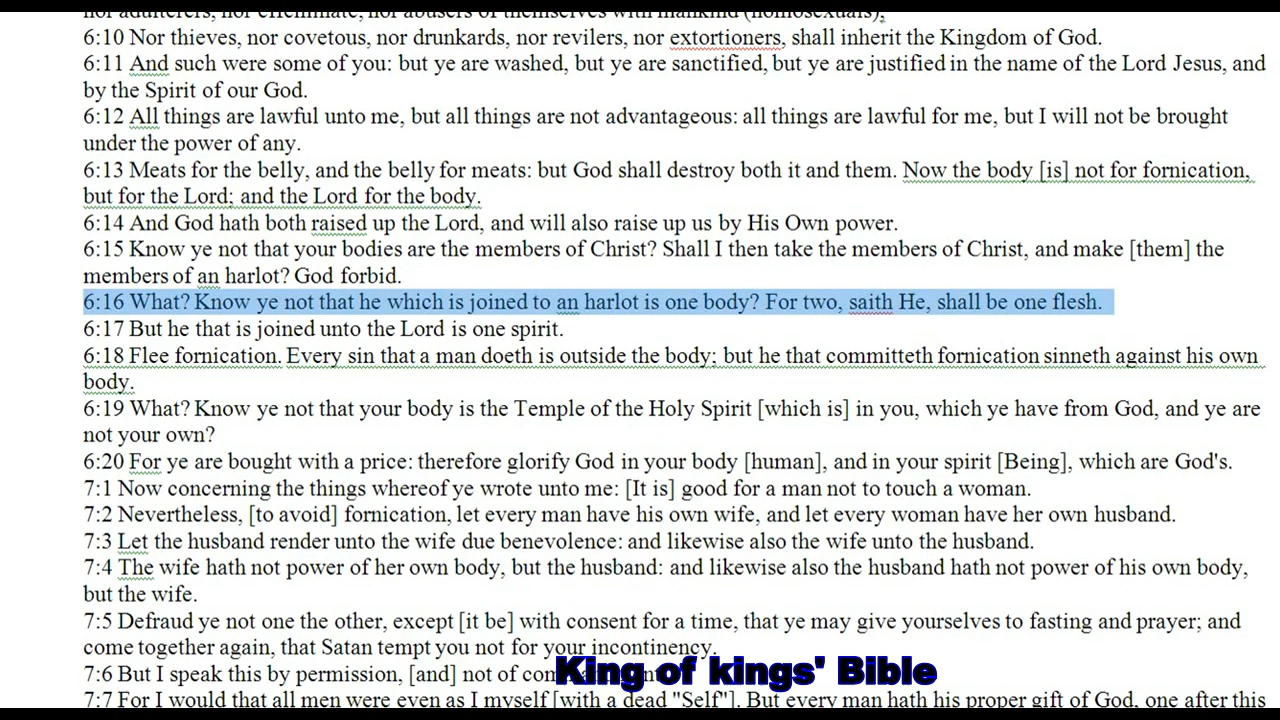 nor adulterers, nor effeminate, nor abusers of themselves with mankind (homosexuals),
6:10 Nor thieves, nor covetous, nor drunkards, nor revilers, nor extortioners, shall inherit the Kingdom of God.
6:11 And such were some of you: but ye are washed, but ye are sanctified, but ye are justified in the name of the Lord Jesus, and
by the Spirit of our God.
6:12 All things are lawful unto me, but all things are not advantageous: all things are lawful for me, but I will not be brought
under the power of any.
6:13 Meats for the belly, and the belly for meats: but God shall destroy both it and them. Now the body [is] not for fornication,
but for the Lord; and the Lord for the body.
6:14 And God hath both raised up the Lord, and will also raise up us by His Own power.
6:15 Know ye not that your bodies are the members of Christ? Shall I then take the members of Christ, and make [them] the
members of an harlot? God forbid.
6:16 What? Know ye not that he which is joined to an harlot is one body? For two, saith He, shall be one flesh.
6:17 But he that is joined unto the Lord is one spirit.
6:18 Flee fornication. Every sin that a man doeth is outside the body; but he that committeth fornication sinneth against his own
body.
6:19 What? Know ye not that your body is the Temple of the Holy Spirit [which is] in you, which ye have from God, and ye are
not your own?
6:20 For ye are bought with a price: therefore glorify God in your body [human], and in your spirit [Being], which are God's.
7:1 Now concerning the things whereof ye wrote unto me: [It is] good for a man not to touch a woman.
7:2 Nevertheless, [to avoid] fornication, let every man have his own wife, and let every woman have her own husband.
7:3 Let the husband render unto the wife due benevolence: and likewise also the wife unto the husband.
7:4 The wife hath not power of her own body, but the husband: and likewise also the husband hath not power of his own body,
but the wife.
7:5 Defraud ye not one the other, except [it be] with consent for a time, that ye may give yourselves to fasting and prayer; and
come together again, that Satan tempt you not for your incontinency.
7:6 But I speak this by permission, [and] not of
King of kings' Bible
7:7 For I would that all men were even as I myself [with a dead "Self"]. But every man hath his proper gift of God, one after this